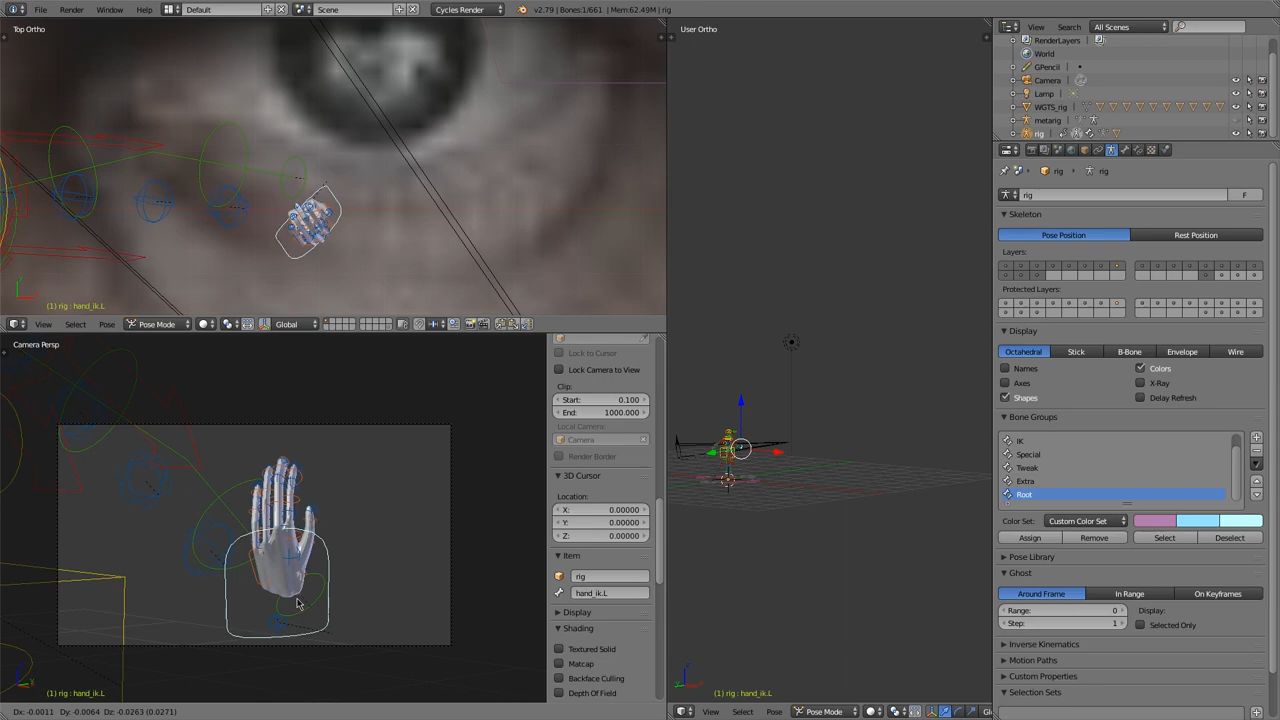 File Render Window Help Default Scene Cycles Render v2.79 | Bones:1/661 | Mem:62.49M | rig
Top Ortho
(1) rig : hand_ik.L
View Select Pose Pose Mode Global
Camera Persp
(1) rig : hand_ik.L
Dx: -0.0011 Dy: -0.0064 Dz: -0.0263 (0.0271)
Lock to Cursor
Lock Camera to View
Clip:
Start: 0.100
End: 1000.000
Local Camera:
Camera
Render Border
3D Cursor
Location:
X: 0.00000
Y: 0.00000
Z: 0.00000
Item
rig
hand_ik.L
Display
Shading
Textured Solid
Matcap
Backface Culling
Depth Of Field
User Ortho
(1) rig : hand_ik.L
View Select Pose Pose Mode Gl
View Search All Scenes
RenderLayers
World
GPencil
Camera
Lamp
WGTS_rig
metarig
rig
rig rig
rig F
Skeleton
Pose Position Rest Position
Layers:
Protected Layers:
Display
Octahedral Stick B-Bone Envelope Wire
Names Colors
Axes X-Ray
Shapes Delay Refresh
Bone Groups
IK
Special
Tweak
Extra
Root
Color Set: Custom Color Set
Assign Remove Select Deselect
Pose Library
Ghost
Around Frame In Range On Keyframes
Range: 0 Display:
Step: 1 Selected Only
Inverse Kinematics
Motion Paths
Custom Properties
Selection Sets